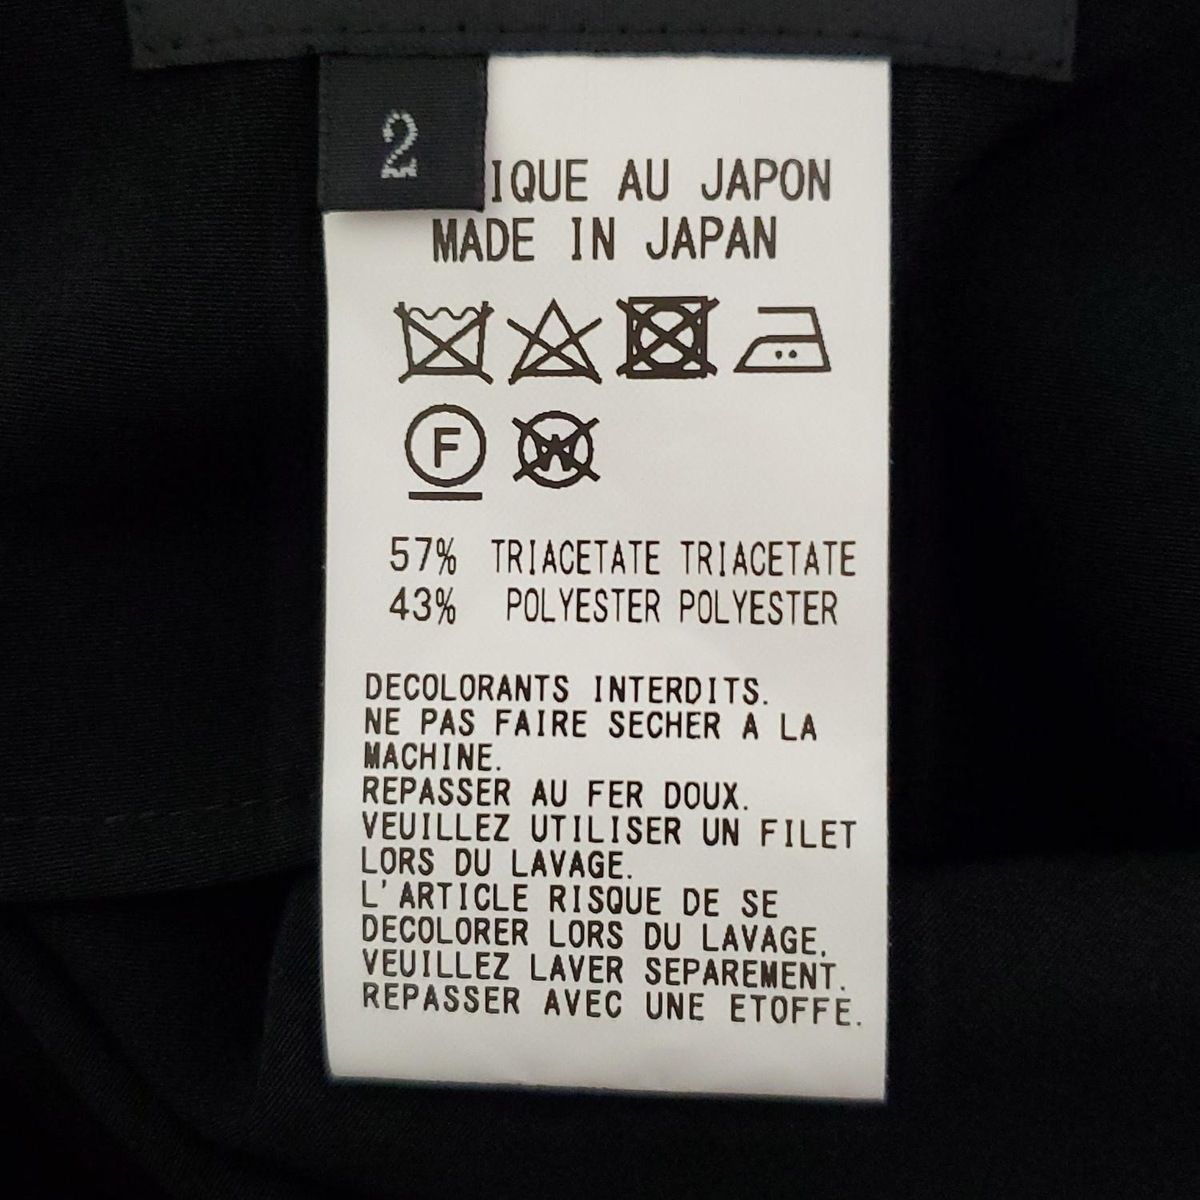 2
IQUE AU JAPON
MADE IN JAPAN
F
W
57% TRIACETATE TRIACETATE
43% POLYESTER POLYESTER
DECOLORANTS INTERDITS.
NE PAS FAIRE SECHER A LA
MACHINE.
REPASSER AU FER DOUX.
VEUILLEZ UTILISER UN FILET
LORS DU LAVAGE.
L'ARTICLE RISQUE DE SE
DECOLORER LORS DU LAVAGE.
VEUILLEZ LAVER SEPAREMENT.
REPASSER AVEC UNE ETOFFE.